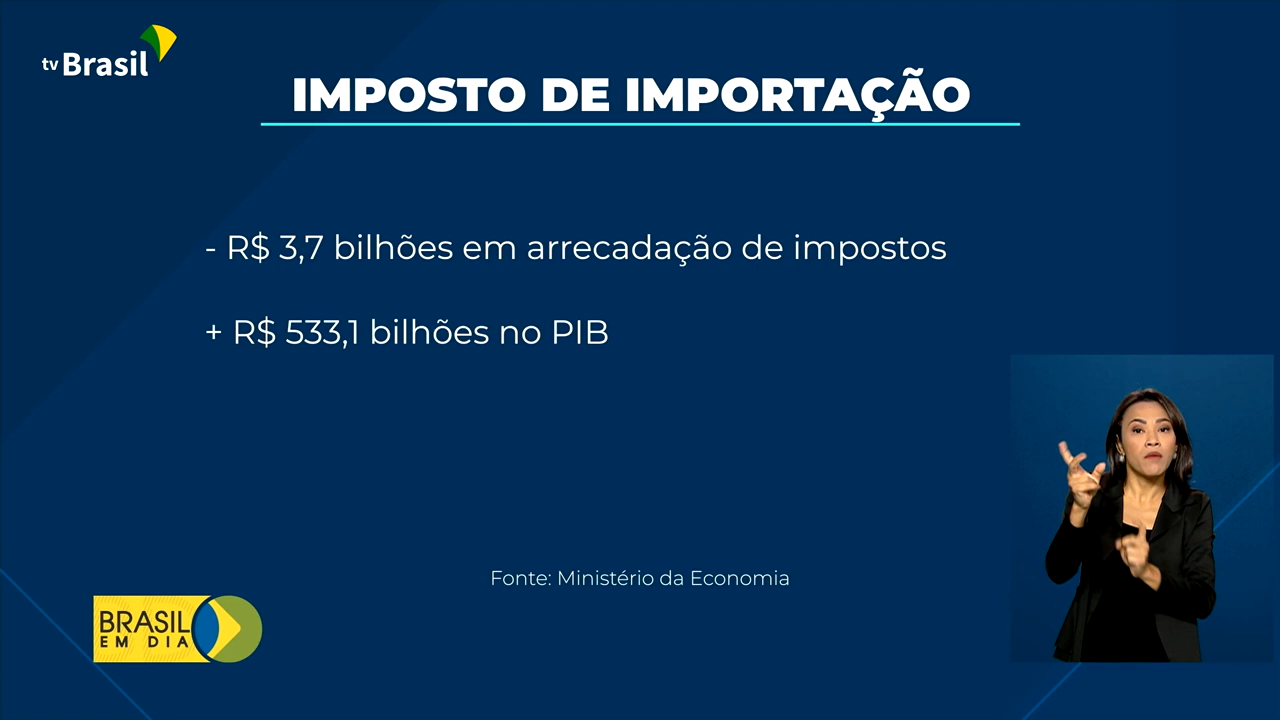 tv Brasil
IMPOSTO DE IMPORTAÇÃO
- R$ 3,7 bilhões em arrecadação de impostos
+ R$ 533,1 bilhões no PIB
Fonte: Ministério da Economia
BRASIL
EM DIA